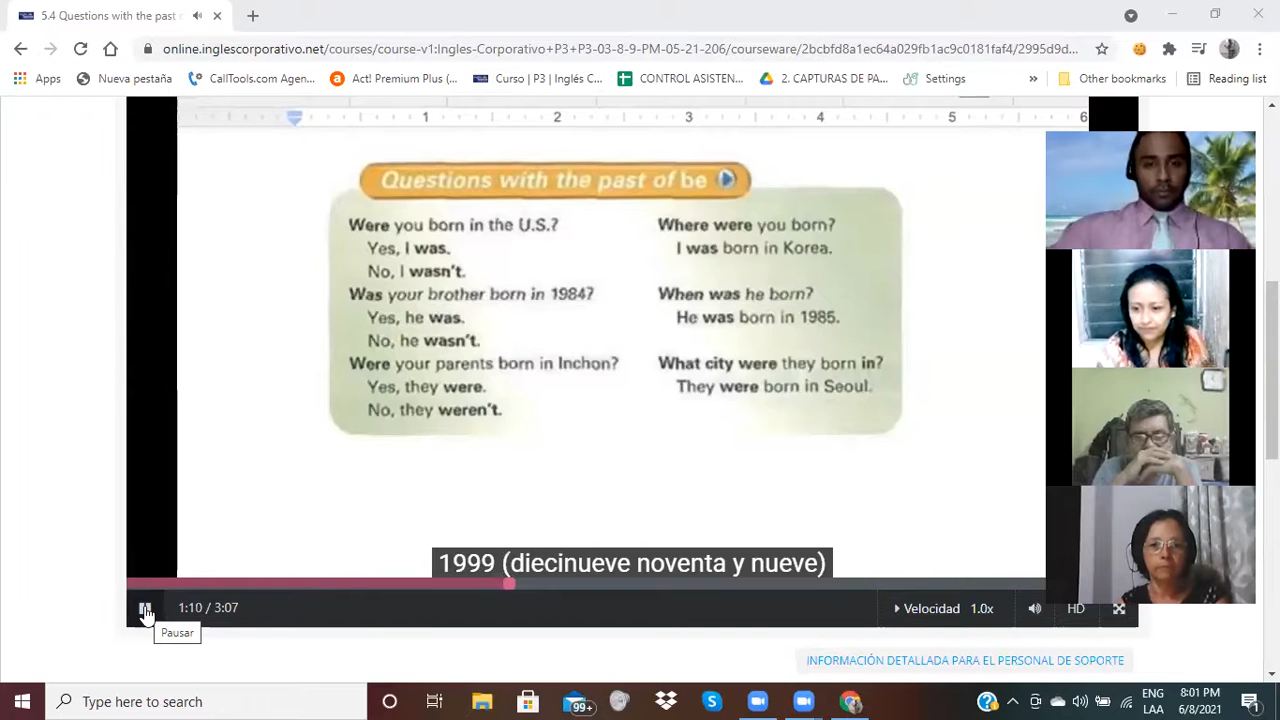 5.4 Questions with the past
online.inglescorporativo.net/courses/course-v1:Ingles-Corporativo+P3+P3-03-8-9-PM-05-21-206/courseware/2bcbfd8a1ec64a029fb1ac9c0181faf4/2995d9d...
Apps Nueva pestaña CallTools.com Agen... Act! Premium Plus (... Curso | P3 | Inglés C... CONTROL ASISTEN... 2. CAPTURAS DE PA... Settings » Other bookmarks Reading list
1 2 3 4 5 6
Questions with the past of be
Were you born in the U.S.?
Yes, I was.
No, I wasn't.
Was your brother born in 1984?
Yes, he was.
No, he wasn't.
Were your parents born in Inchon?
Yes, they were.
No, they weren't.
Where were you born?
I was born in Korea.
When was he born?
He was born in 1985.
What city were they born in?
They were born in Seoul.
1999 (diecinueve noventa y nueve)
1:10 / 3:07
Velocidad 1.0x
HD
Pausar
INFORMACIÓN DETALLADA PARA EL PERSONAL DE SOPORTE
Type here to search
99+
ENG
LAA
8:01 PM
6/8/2021
1